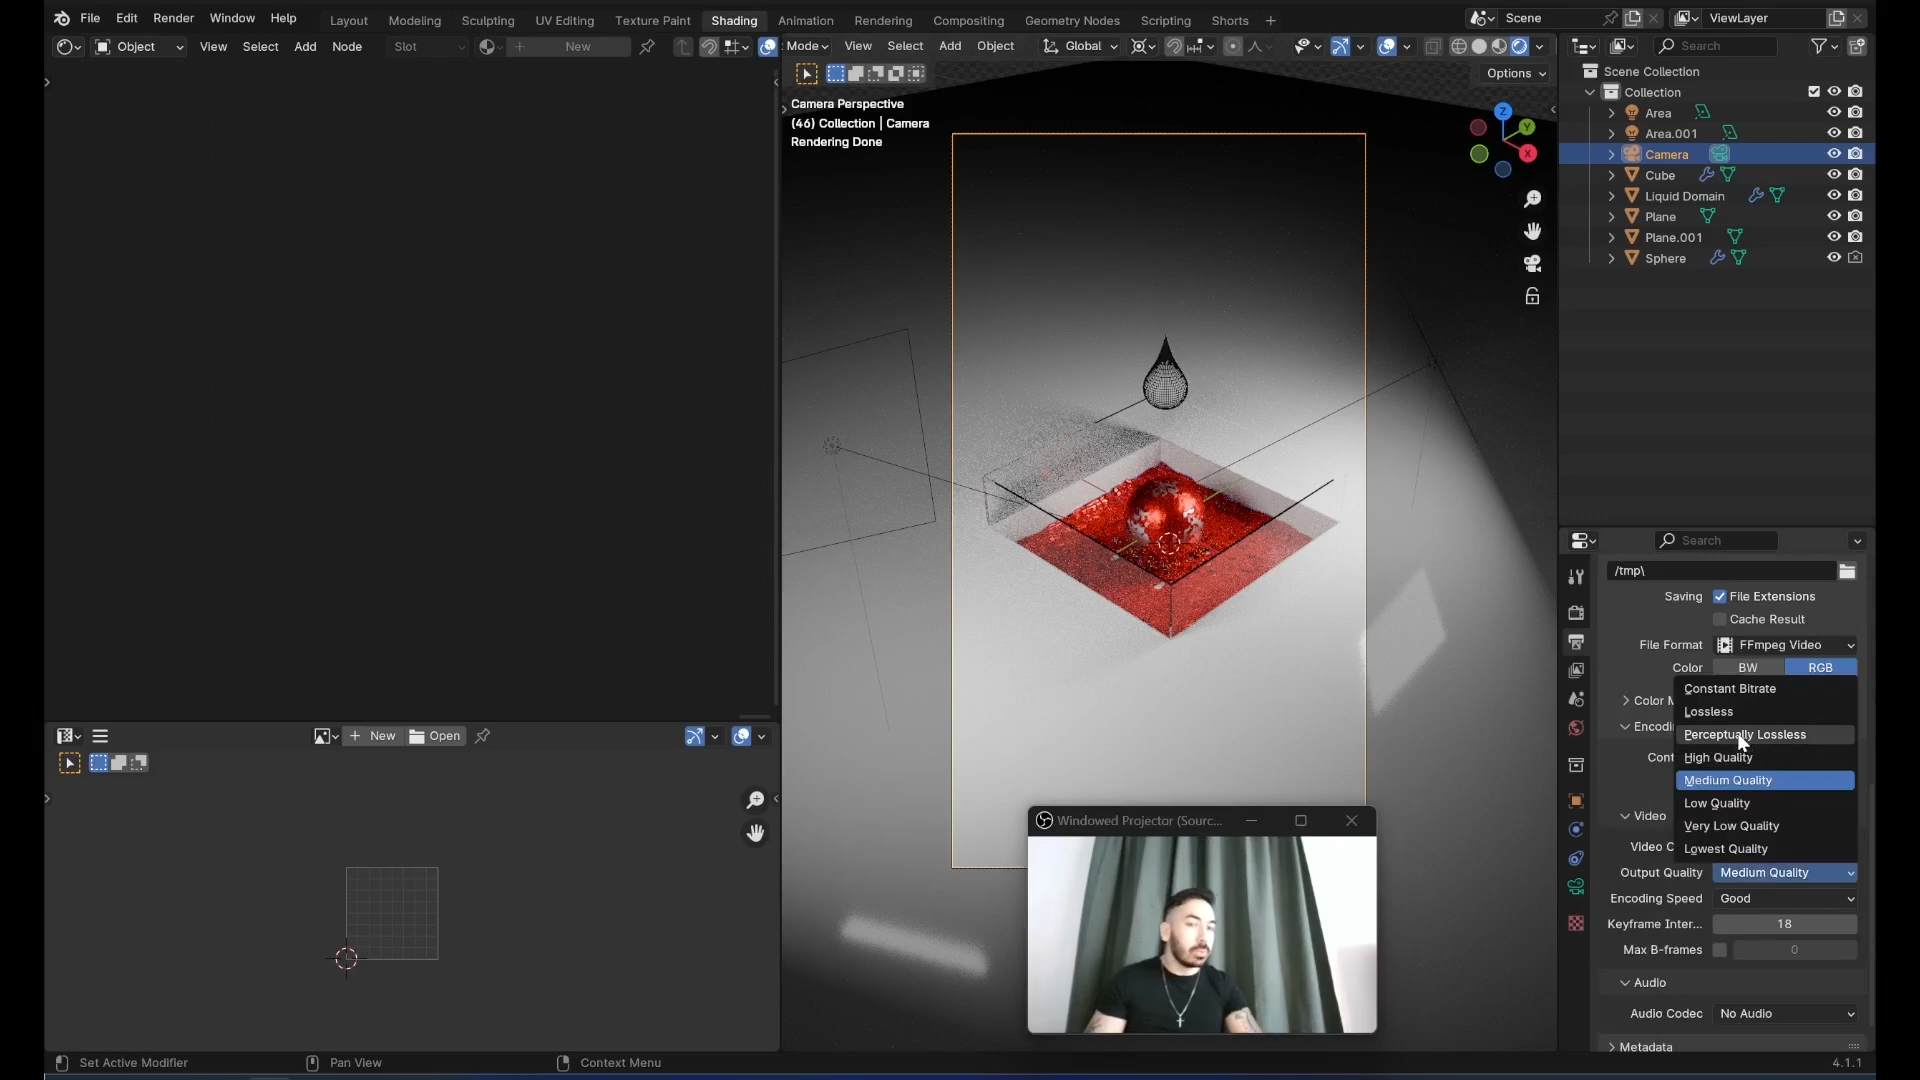 File Edit Render Window Help
Layout Modeling Sculpting UV Editing Texture Paint Shading Animation Rendering Compositing Geometry Nodes Scripting Shorts +
Scene
ViewLayer
Object View Select Add Node Slot New
Mode View Select Add Object Global
Search
Options
Camera Perspective
(46) Collection | Camera
Rendering Done
Z
Y
X
Scene Collection
Collection
Area
Area.001
Camera
Cube
Liquid Domain
Plane
Plane.001
Sphere
Search
/tmp\
Saving File Extensions
Cache Result
File Format FFmpeg Video
Color BW RGB
Constant Bitrate
Lossless
Perceptually Lossless
High Quality
Medium Quality
Low Quality
Very Low Quality
Lowest Quality
Video
Output Quality Medium Quality
Encoding Speed Good
Keyframe Inter... 18
Max B-frames 0
Audio
Audio Codec No Audio
Metadata
New Open
Windowed Projector (Sourc...
Set Active Modifier Pan View Context Menu 4.1.1